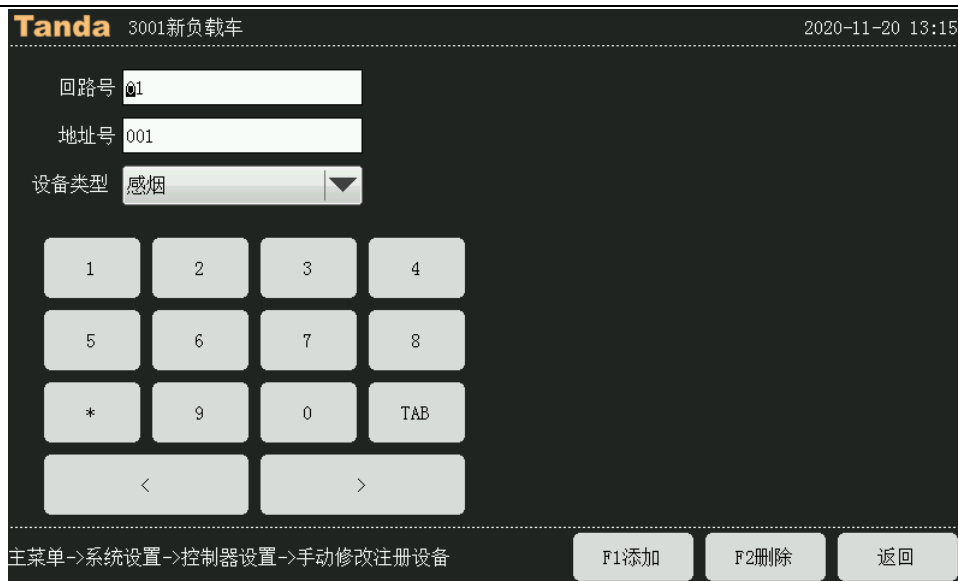 Tanda 3001新负载车 2020-11-20 13:15
回路号 01
地址号 001
设备类型 感烟
1 2 3 4
5 6 7 8
* 9 0 TAB
< >
主菜单->系统设置->控制器设置->手动修改注册设备 F1添加 F2删除 返回